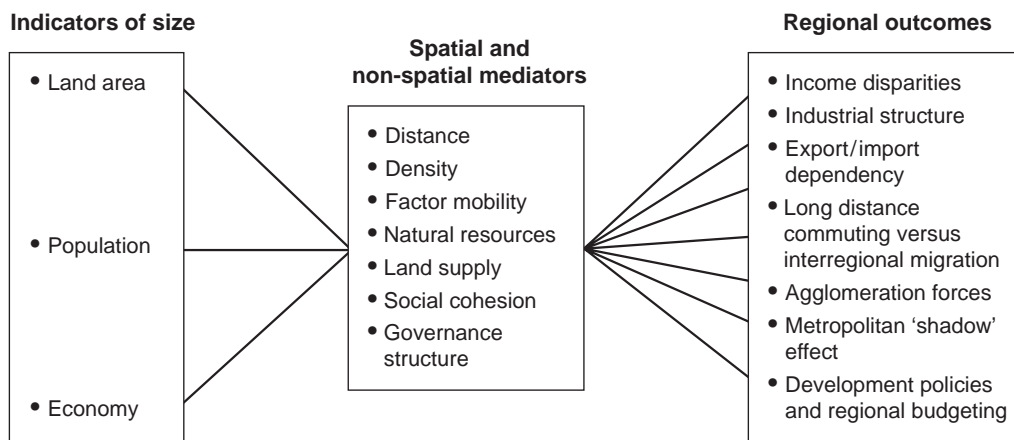 Indicators of size
• Land area
• Population
• Economy
Spatial and
non-spatial mediators
• Distance
• Density
• Factor mobility
• Natural resources
• Land supply
• Social cohesion
• Governance
structure
Regional outcomes
• Income disparities
• Industrial structure
• Export/import
dependency
• Long distance
commuting versus
interregional migration
• Agglomeration forces
• Metropolitan ‘shadow’
effect
• Development policies
and regional budgeting